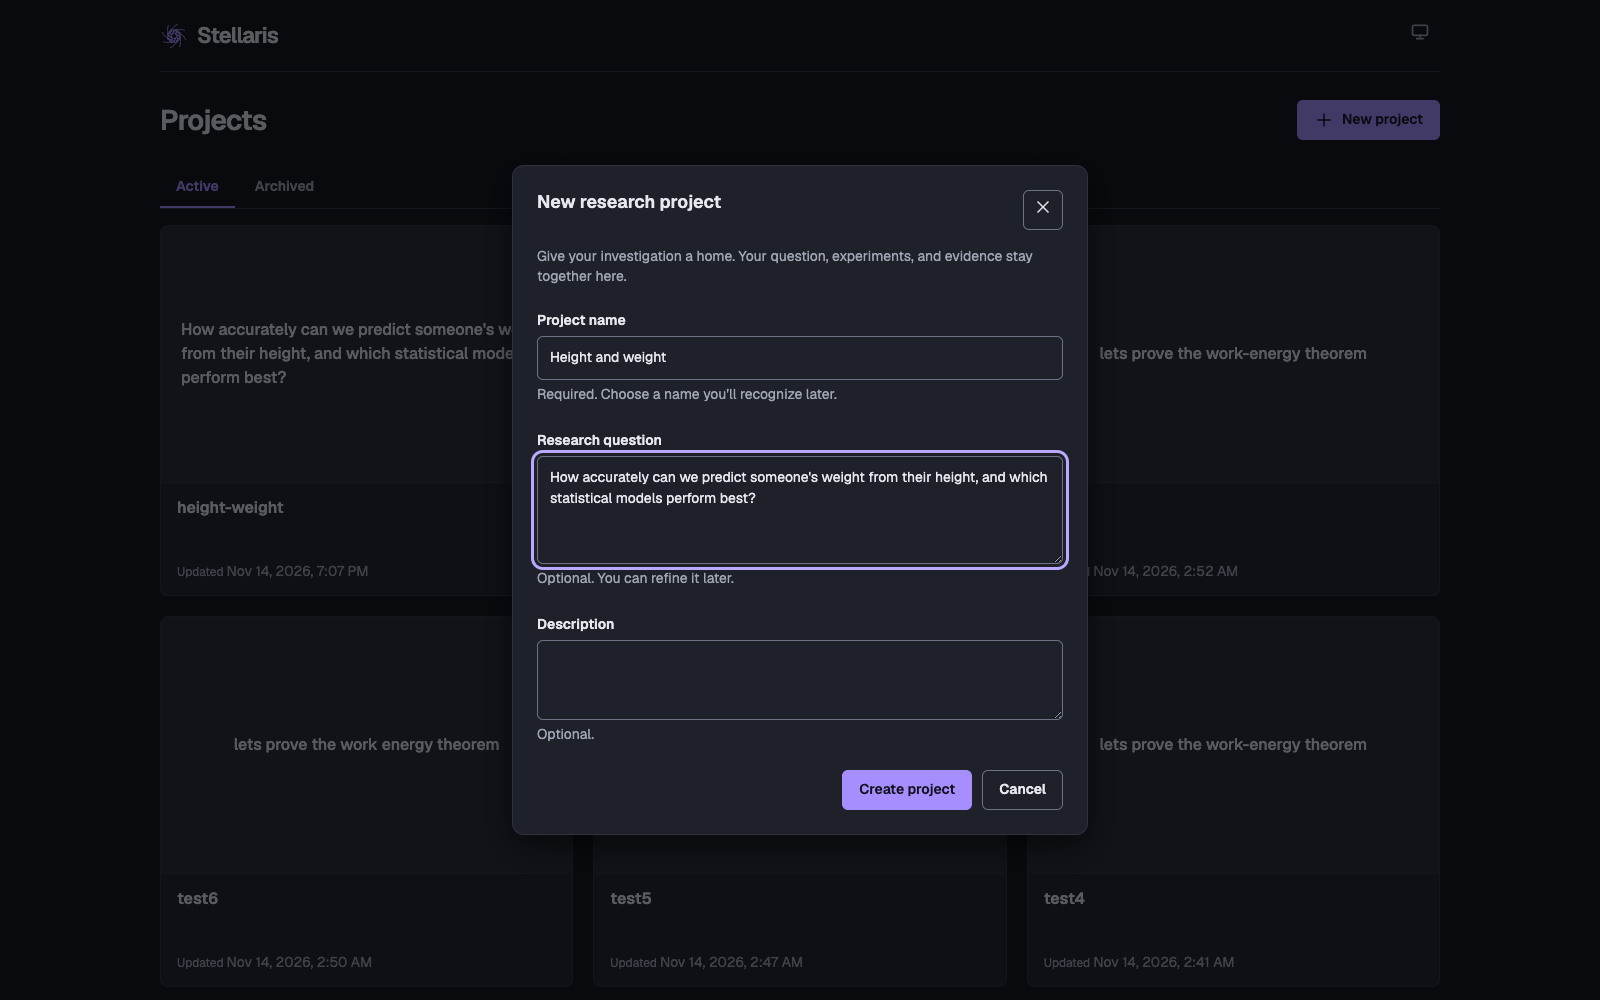 Stellaris
Projects
New project
Active
Archived
How accurately can we predict someone's w
from their height, and which statistical mode
perform best?
height-weight
Updated Nov 14, 2026, 7:07 PM
lets prove the work-energy theorem
Nov 14, 2026, 2:52 AM
New research project
Give your investigation a home. Your question, experiments, and evidence stay
together here.
Project name
Height and weight
Required. Choose a name you'll recognize later.
Research question
How accurately can we predict someone's weight from their height, and which
statistical models perform best?
Optional. You can refine it later.
Description
Optional.
Create project
Cancel
lets prove the work energy theorem
test6
Updated Nov 14, 2026, 2:50 AM
test5
Updated Nov 14, 2026, 2:47 AM
lets prove the work-energy theorem
test4
Updated Nov 14, 2026, 2:41 AM